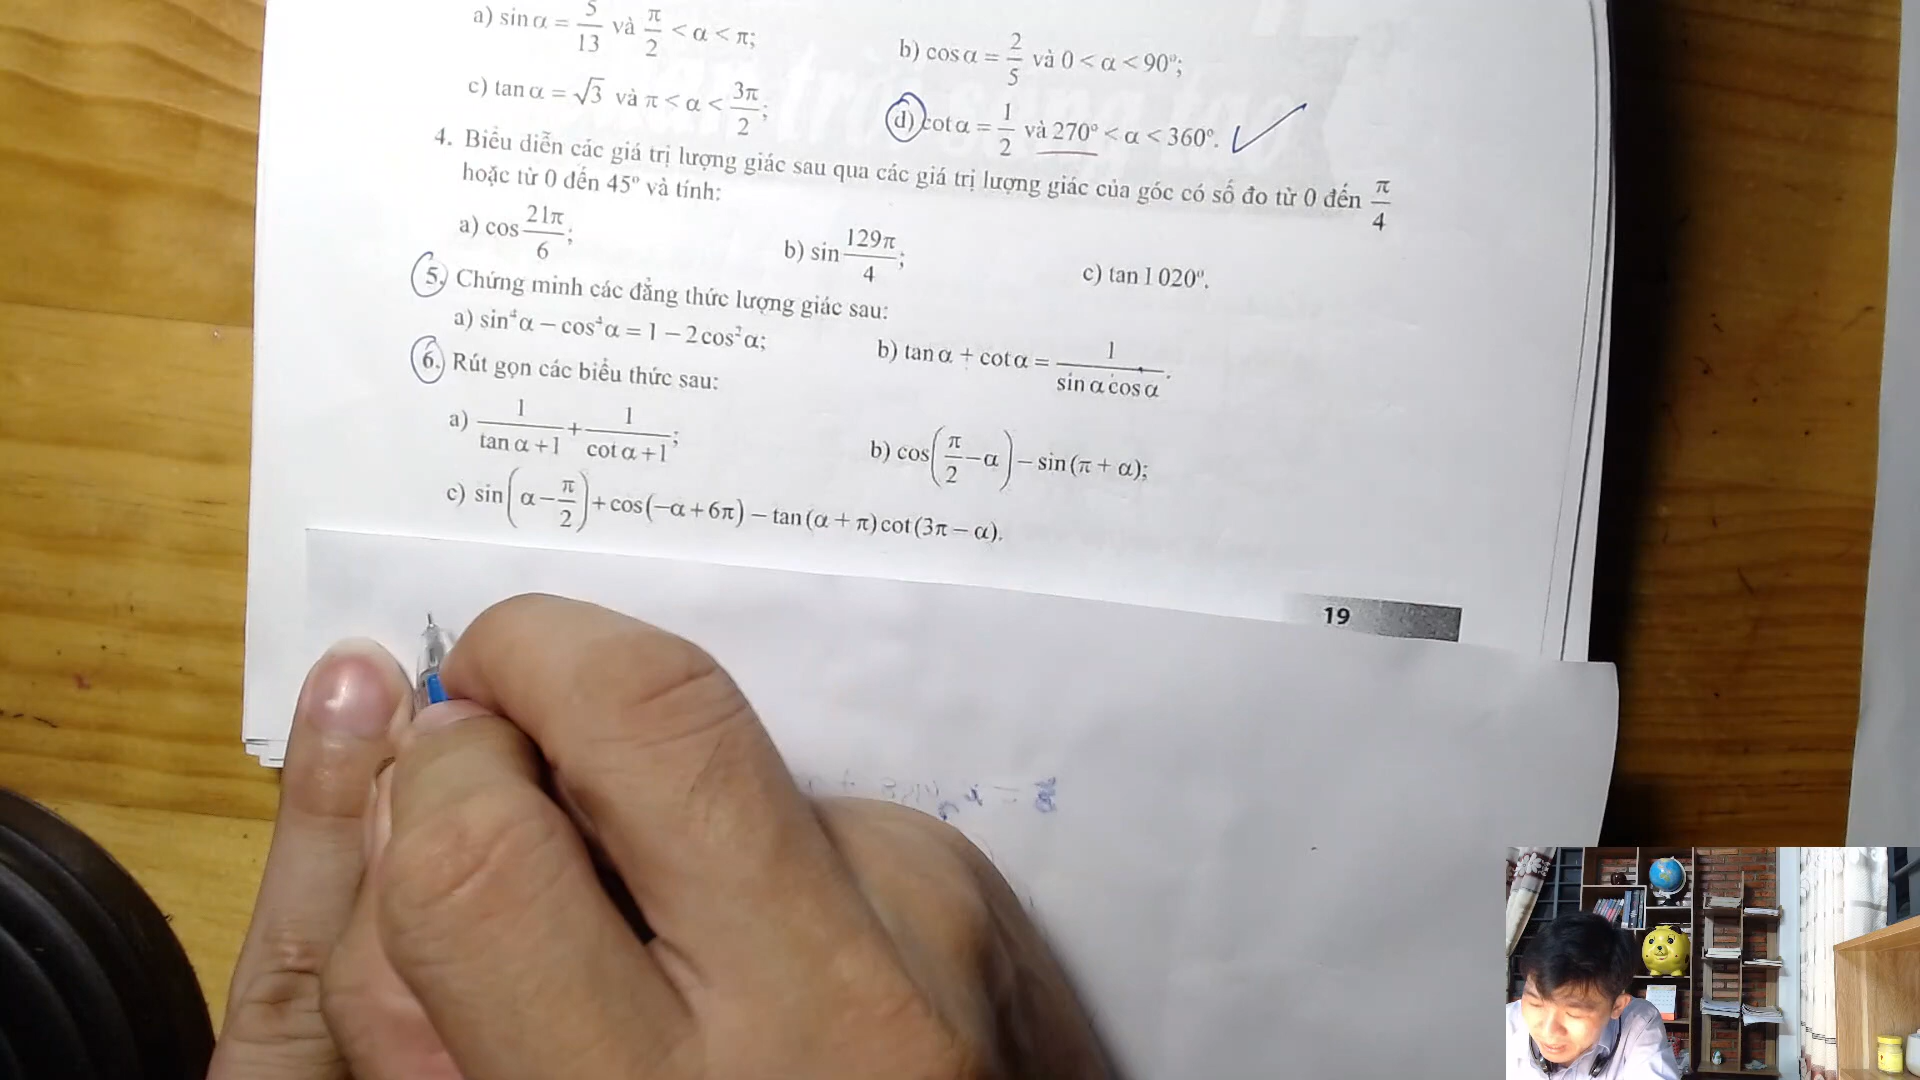 a) sin α = 5/13 và π/2 < α < π;
b) cos α = 2/5 và 0 < α < 90°;
c) tan α = √3 và π < α < 3π/2;
d) cot α = 1/2 và 270° < α < 360°.
4. Biểu diễn các giá trị lượng giác sau qua các giá trị lượng giác của góc có số đo từ 0 đến π/4
hoặc từ 0 đến 45° và tính:
a) cos 21π/6;
b) sin 129π/4;
c) tan 1 020°.
5. Chứng minh các đẳng thức lượng giác sau:
a) sin⁴α − cos⁴α = 1 − 2cos²α;
b) tan α + cot α = 1/(sin α cos α).
6. Rút gọn các biểu thức sau:
a) 1/(tan α + 1) + 1/(cot α + 1);
b) cos(π/2 − α) − sin(π + α);
c) sin(α − π/2) + cos(−α + 6π) − tan(α + π)cot(3π − α).
19